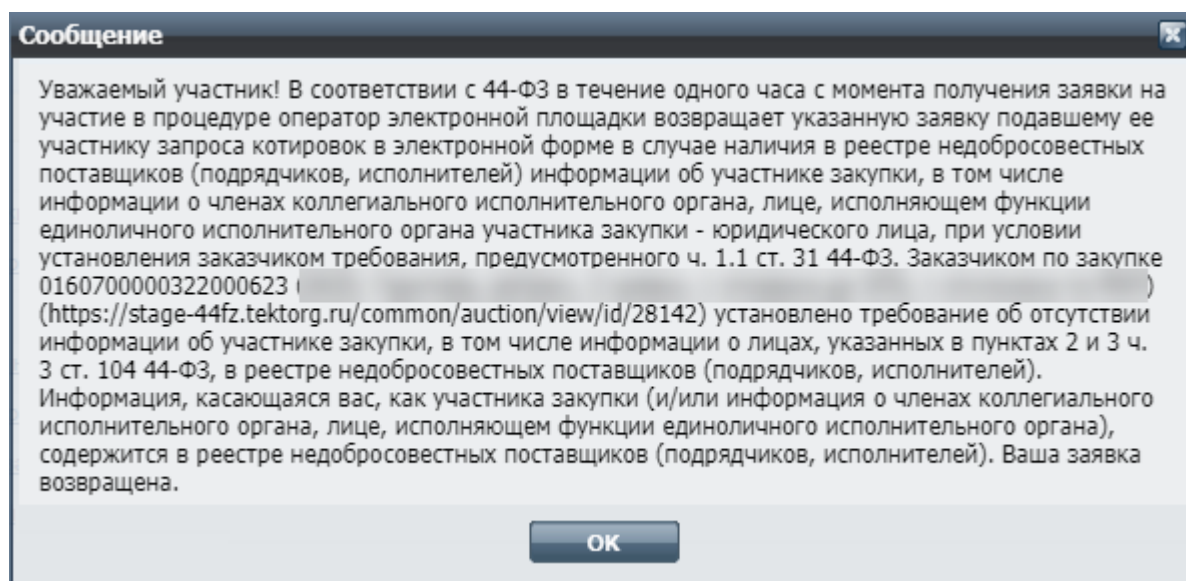 Сообщение
Уважаемый участник! В соответствии с 44-ФЗ в течение одного часа с момента получения заявки на
участие в процедуре оператор электронной площадки возвращает указанную заявку подавшему ее
участнику запроса котировок в электронной форме в случае наличия в реестре недобросовестных
поставщиков (подрядчиков, исполнителей) информации об участнике закупки, в том числе
информации о членах коллегиального исполнительного органа, лице, исполняющем функции
единоличного исполнительного органа участника закупки - юридического лица, при условии
установления заказчиком требования, предусмотренного ч. 1.1 ст. 31 44-ФЗ. Заказчиком по закупке
0160700000322000623 ( )
(https://stage-44fz.tektorg.ru/common/auction/view/id/28142) установлено требование об отсутствии
информации об участнике закупки, в том числе информации о лицах, указанных в пунктах 2 и 3 ч.
3 ст. 104 44-ФЗ, в реестре недобросовестных поставщиков (подрядчиков, исполнителей).
Информация, касающаяся вас, как участника закупки (и/или информация о членах коллегиального
исполнительного органа, лице, исполняющем функции единоличного исполнительного органа),
содержится в реестре недобросовестных поставщиков (подрядчиков, исполнителей). Ваша заявка
возвращена.
ОК